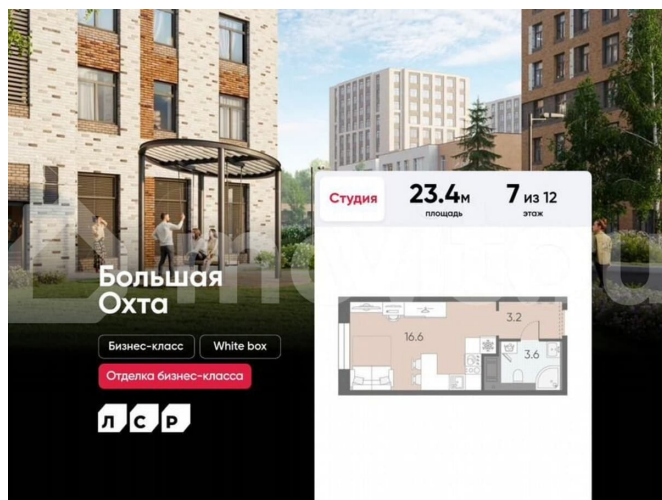 Студия
23.4м
площадь
7 из 12
этаж
Большая
Охта
Бизнес-класс
White box
Отделка бизнес-класса
ЛСР
16.6
3.2
3.6